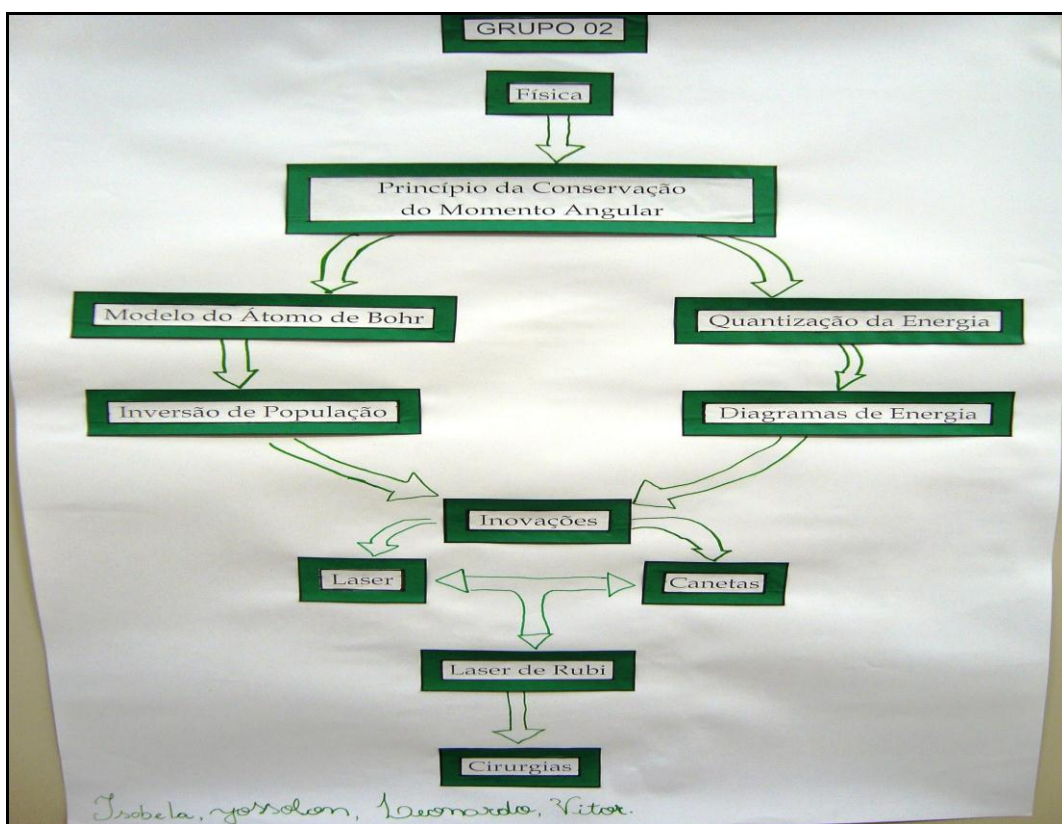 GRUPO 02
Física
Princípio da Conservação
do Momento Angular
Modelo do Átomo de Bohr
Quantização da Energia
Inversão de População
Diagramas de Energia
Inovações
Laser
Canetas
Laser de Rubi
Cirurgias
Isabela, yossolon, Leonardo, Vitor.